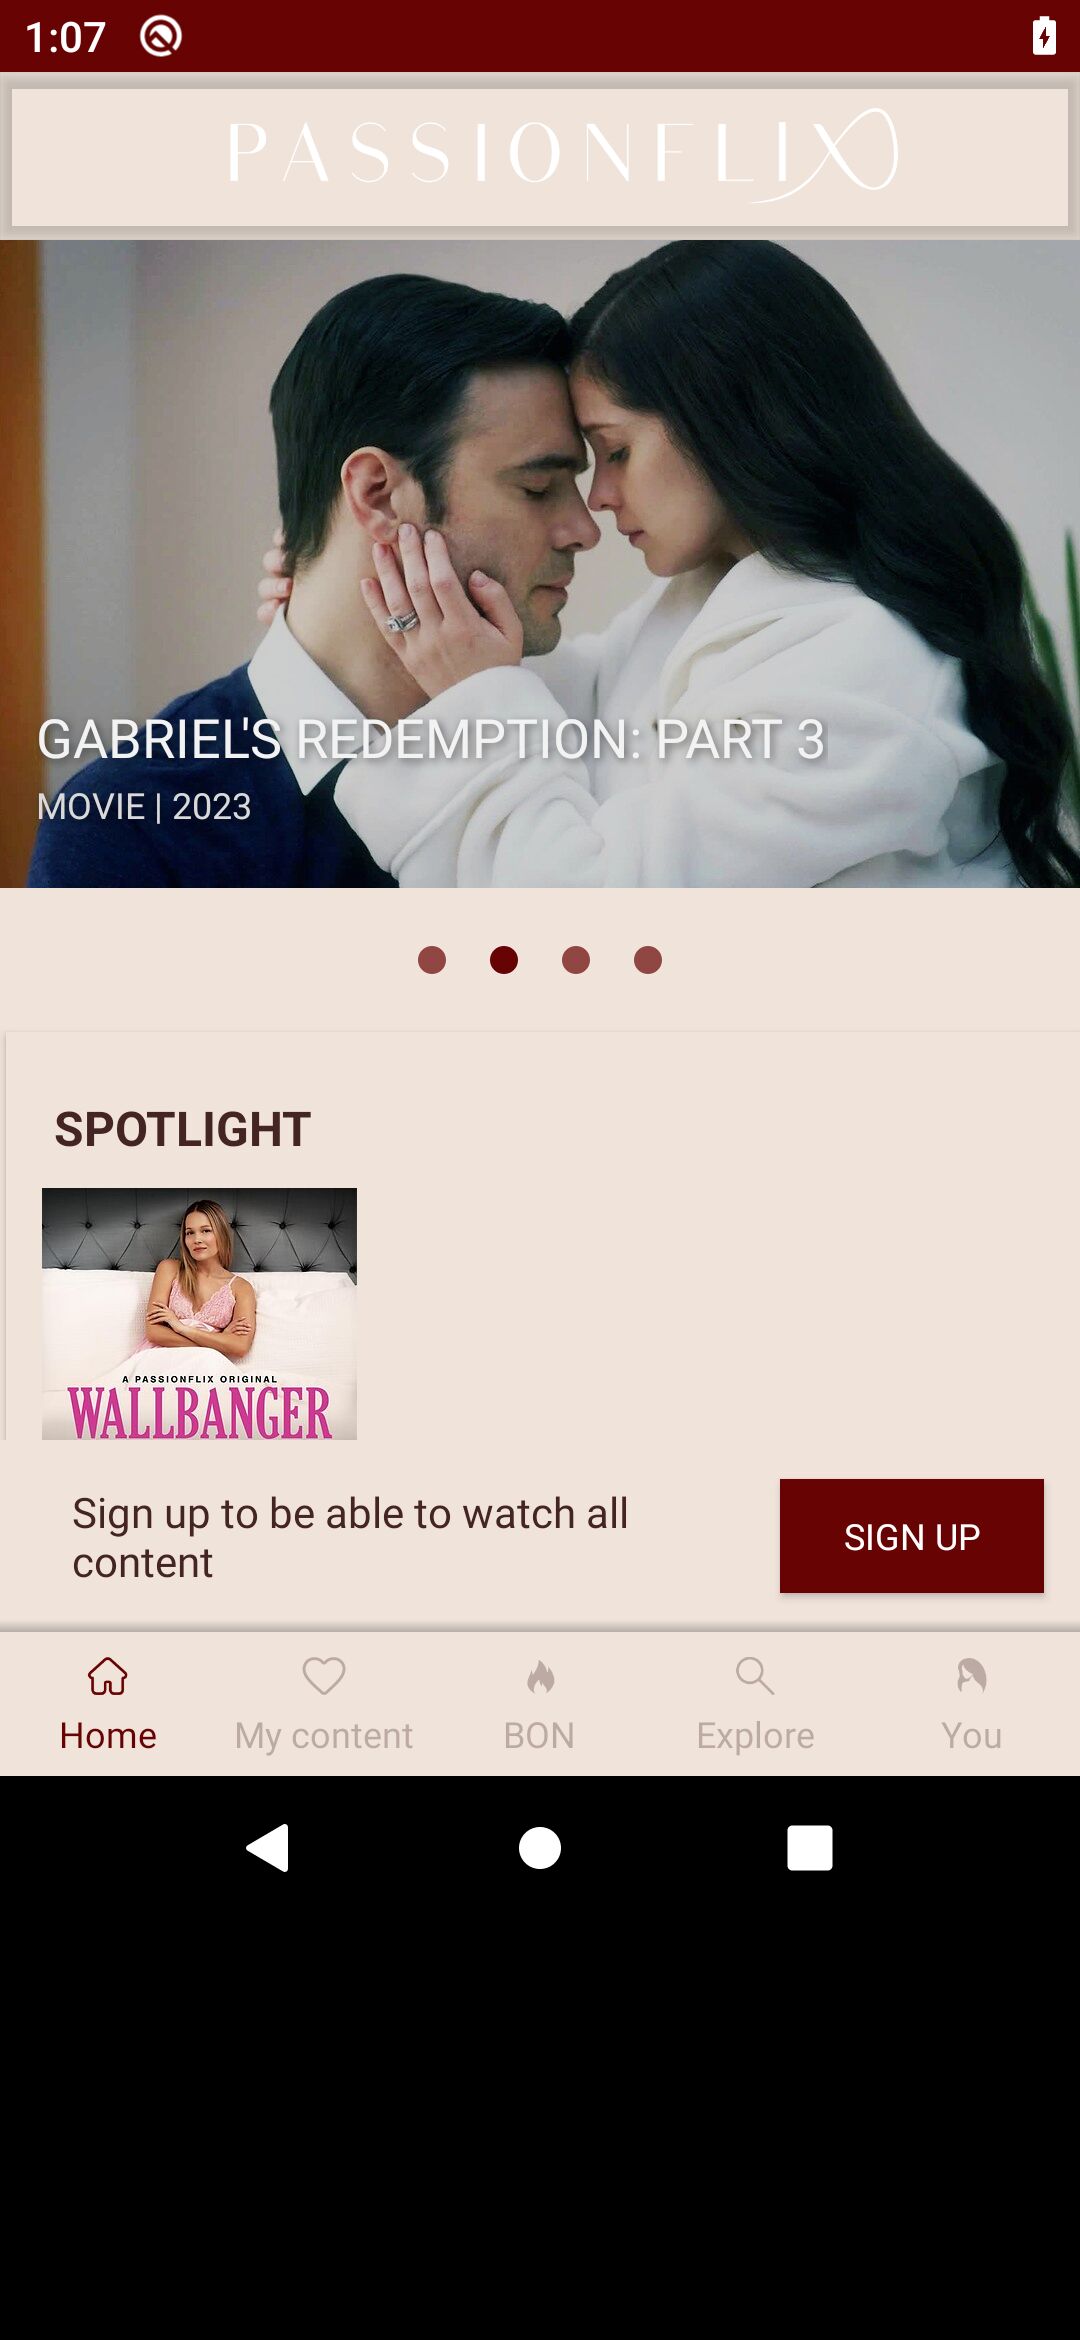 1:07
PASSIONFLIX
GABRIEL'S REDEMPTION: PART 3
MOVIE | 2023
SPOTLIGHT
A PASSIONFLIX ORIGINAL
WALLBANGER
Sign up to be able to watch all
content
SIGN UP
Home
My content
BON
Explore
You